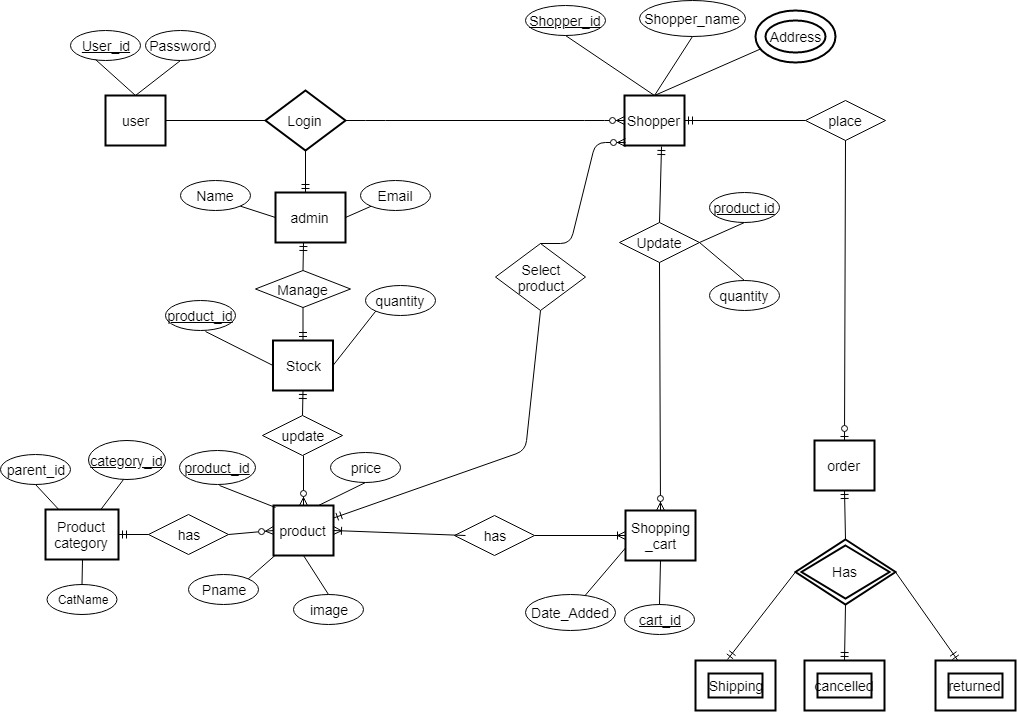 Shopper_id
Shopper_name
Address
User_id
Password
user
Login
Shopper
place
Name
Email
admin
product id
Update
Select
product
Manage
quantity
quantity
product_id
Stock
update
parent_id
category_id
product_id
price
order
Product
category
has
product
has
Shopping
_cart
Has
Pname
CatName
image
Date_Added
cart_id
Shipping
cancelled
returned